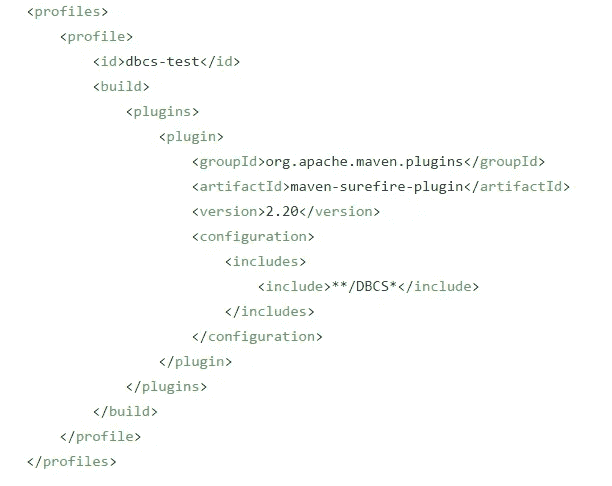 <profiles>
    <profile>
        <id>dbcs-test</id>
        <build>
            <plugins>
                <plugin>
                    <groupId>org.apache.maven.plugins</groupId>
                    <artifactId>maven-surefire-plugin</artifactId>
                    <version>2.20</version>
                    <configuration>
                        <includes>
                            <include>**/DBCS*</include>
                        </includes>
                    </configuration>
                </plugin>
            </plugins>
        </build>
    </profile>
</profiles>